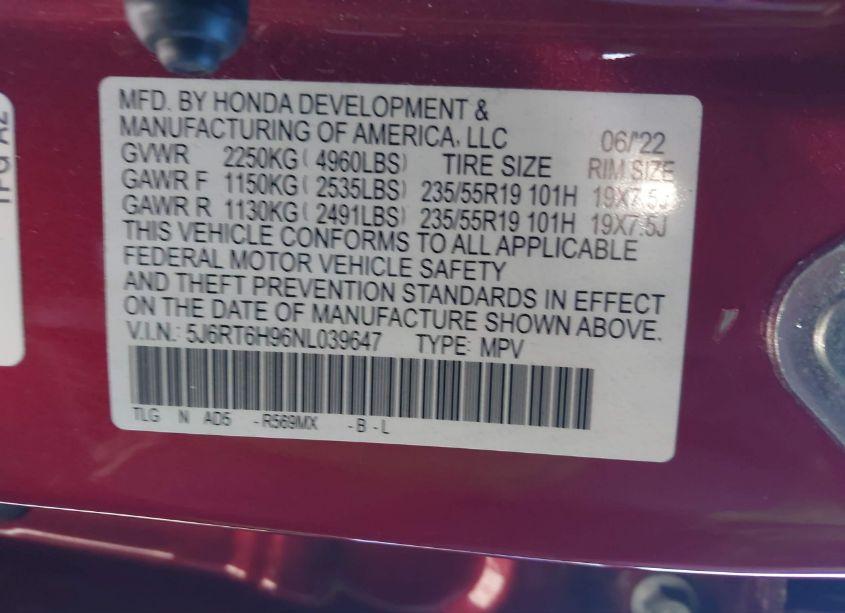 MFD. BY HONDA DEVELOPMENT &
MANUFACTURING OF AMERICA, LLC 06/'22
GVWR 2250KG ( 4960LBS) TIRE SIZE RIM SIZE
GAWR F 1150KG ( 2535LBS) 235/55R19 101H 19X7.5J
GAWR R 1130KG ( 2491LBS) 235/55R19 101H 19X7.5J
THIS VEHICLE CONFORMS TO ALL APPLICABLE
FEDERAL MOTOR VEHICLE SAFETY
AND THEFT PREVENTION STANDARDS IN EFFECT
ON THE DATE OF MANUFACTURE SHOWN ABOVE.
V.I.N.: 5J6RT6H96NL039647 TYPE: MPV
TLG N AD5 -R569MX -B-L